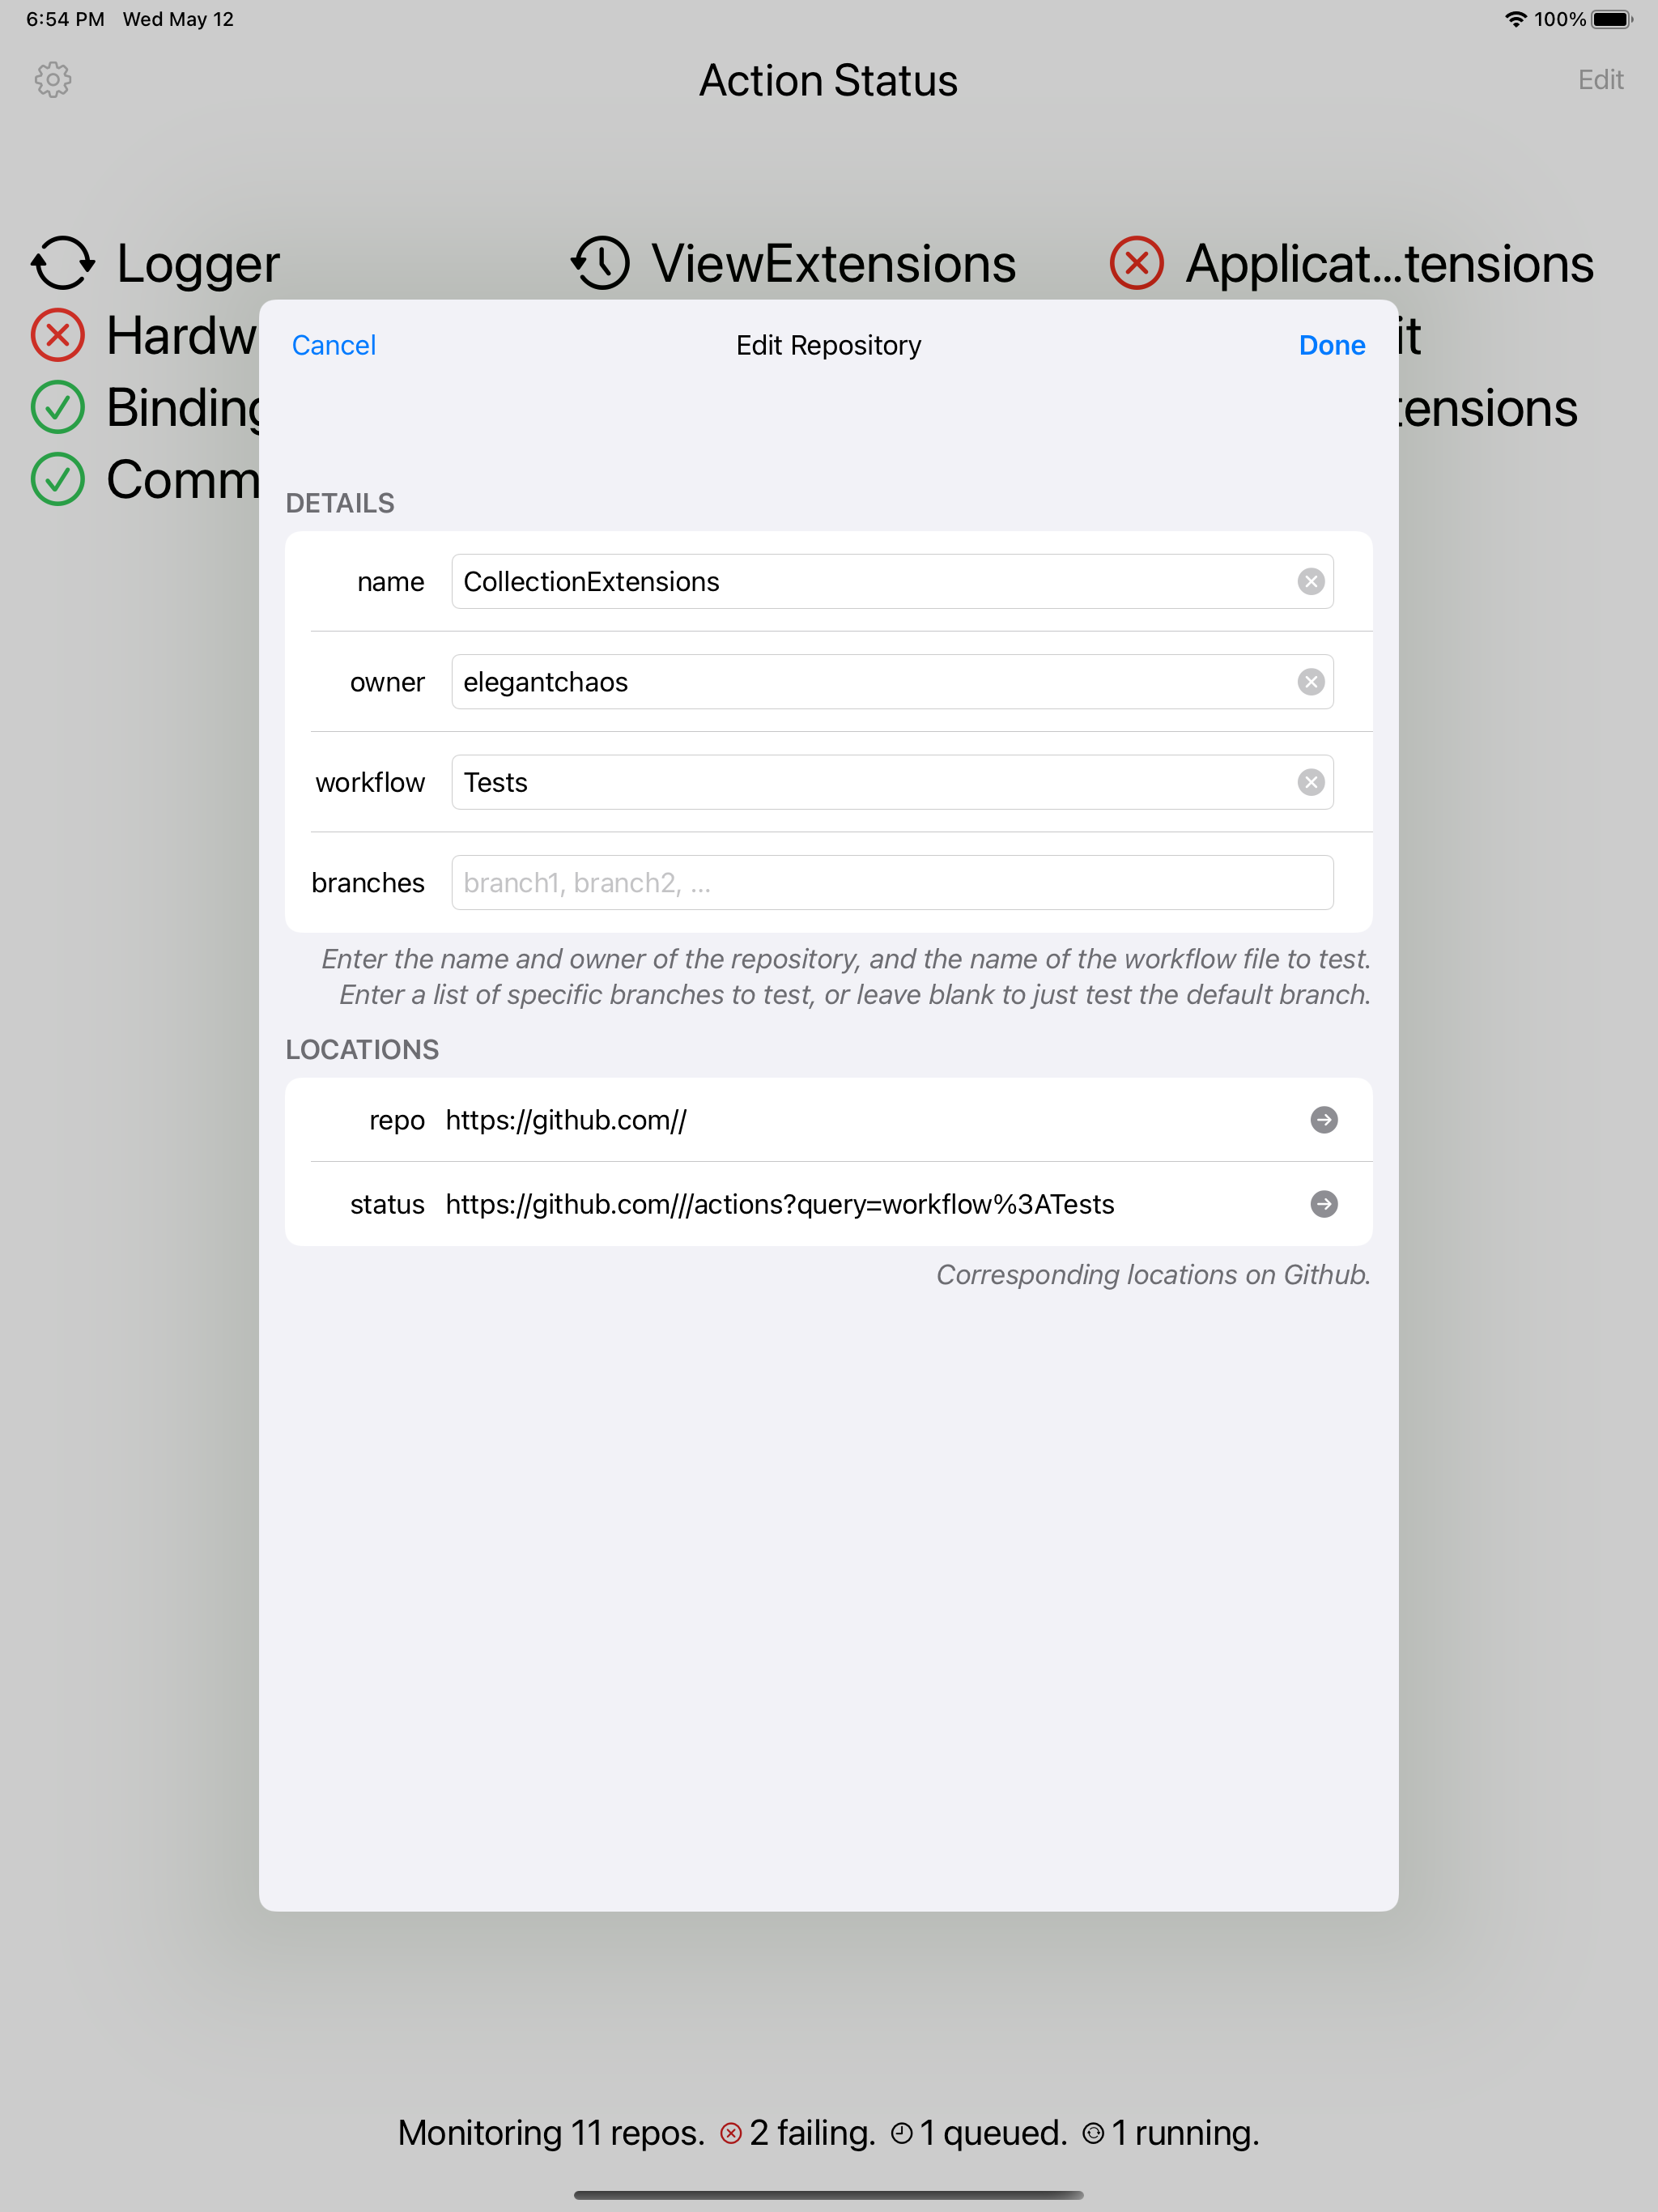 6:54 PM Wed May 12 100%
Action Status Edit
Logger ViewExtensions Applicat...tensions
Hardw it
Binding tensions
Comm
Cancel Edit Repository Done
DETAILS
name CollectionExtensions
owner elegantchaos
workflow Tests
branches branch1, branch2, ...
Enter the name and owner of the repository, and the name of the workflow file to test.
Enter a list of specific branches to test, or leave blank to just test the default branch.
LOCATIONS
repo https://github.com//
status https://github.com///actions?query=workflow%3ATests
Corresponding locations on Github.
Monitoring 11 repos. 2 failing. 1 queued. 1 running.